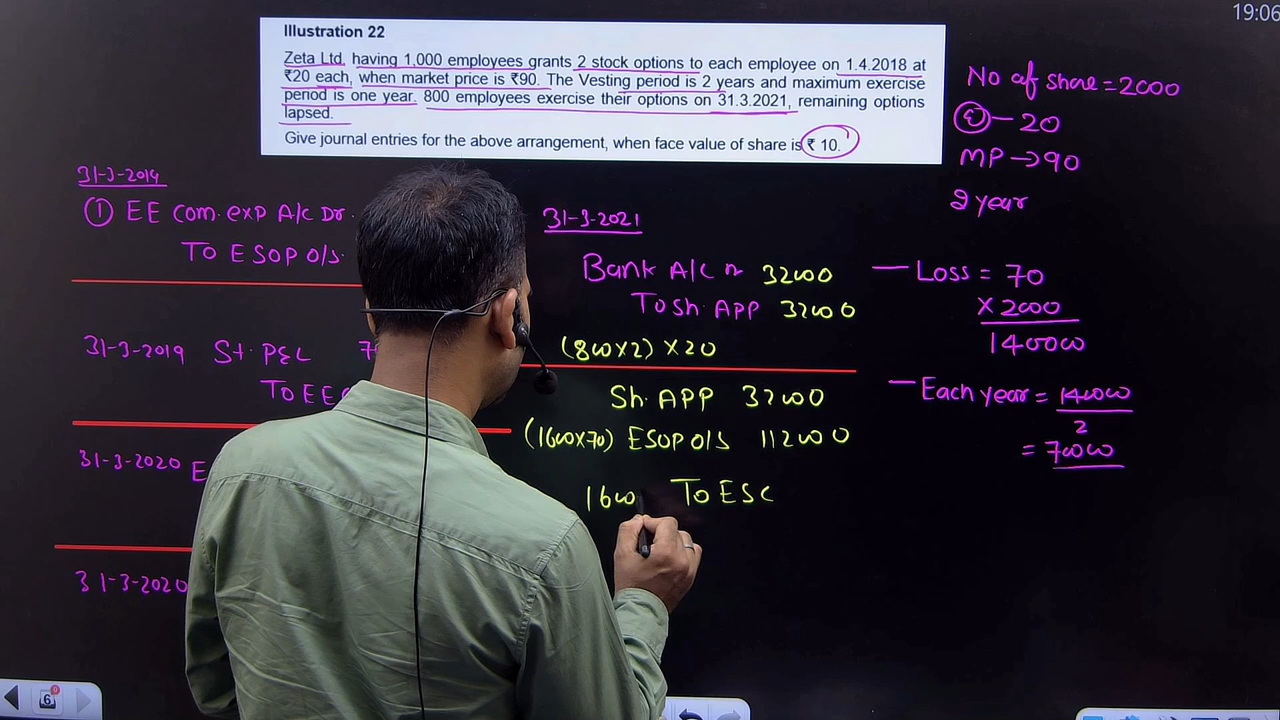 19:06
Illustration 22
Zeta Ltd. having 1,000 employees grants 2 stock options to each employee on 1.4.2018 at
₹20 each, when market price is ₹90. The Vesting period is 2 years and maximum exercise
period is one year. 800 employees exercise their options on 31.3.2021, remaining options
lapsed.
Give journal entries for the above arrangement, when face value of share is ₹ 10.
No of share = 2000
20
MP → 90
2 year
Loss = 70
× 2000
140000
Each year = 140000
2
= 70000
31-3-2019
① EE com. exp A/c Dr.
To ESOP O/s.
31-3-2019 St. P&L 7
To EE
31-3-2020 E
31-3-2020
31-3-2021
Bank A/c Dr 32000
To Sh. APP 32000
(800×2) × 20
Sh. APP 32000
(1600×70) ESOP O/S 112000
1600 To ESC
6